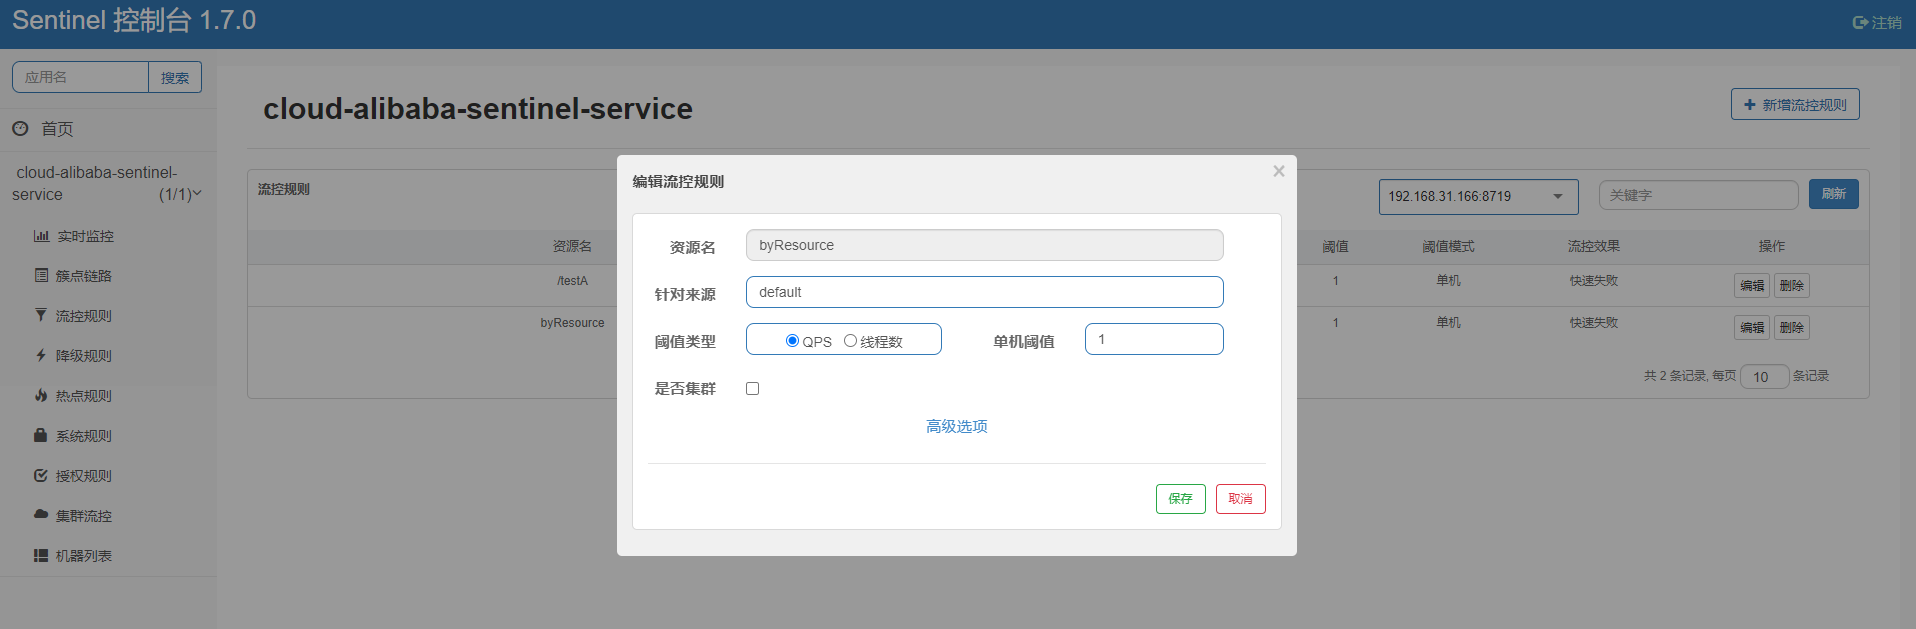 Sentinel 控制台 1.7.0
注销
应用名 搜索
首页
cloud-alibaba-sentinel-
service (1/1)
实时监控
簇点链路
流控规则
降级规则
热点规则
系统规则
授权规则
集群流控
机器列表
cloud-alibaba-sentinel-service
新增流控规则
流控规则
192.168.31.166:8719 关键字 刷新
资源名 阈值 阈值模式 流控效果 操作
/testA 1 单机 快速失败 编辑 删除
byResource 1 单机 快速失败 编辑 删除
共 2 条记录, 每页 10 条记录
编辑流控规则 ×
资源名 byResource
针对来源 default
阈值类型 QPS 线程数 单机阈值 1
是否集群
高级选项
保存 取消